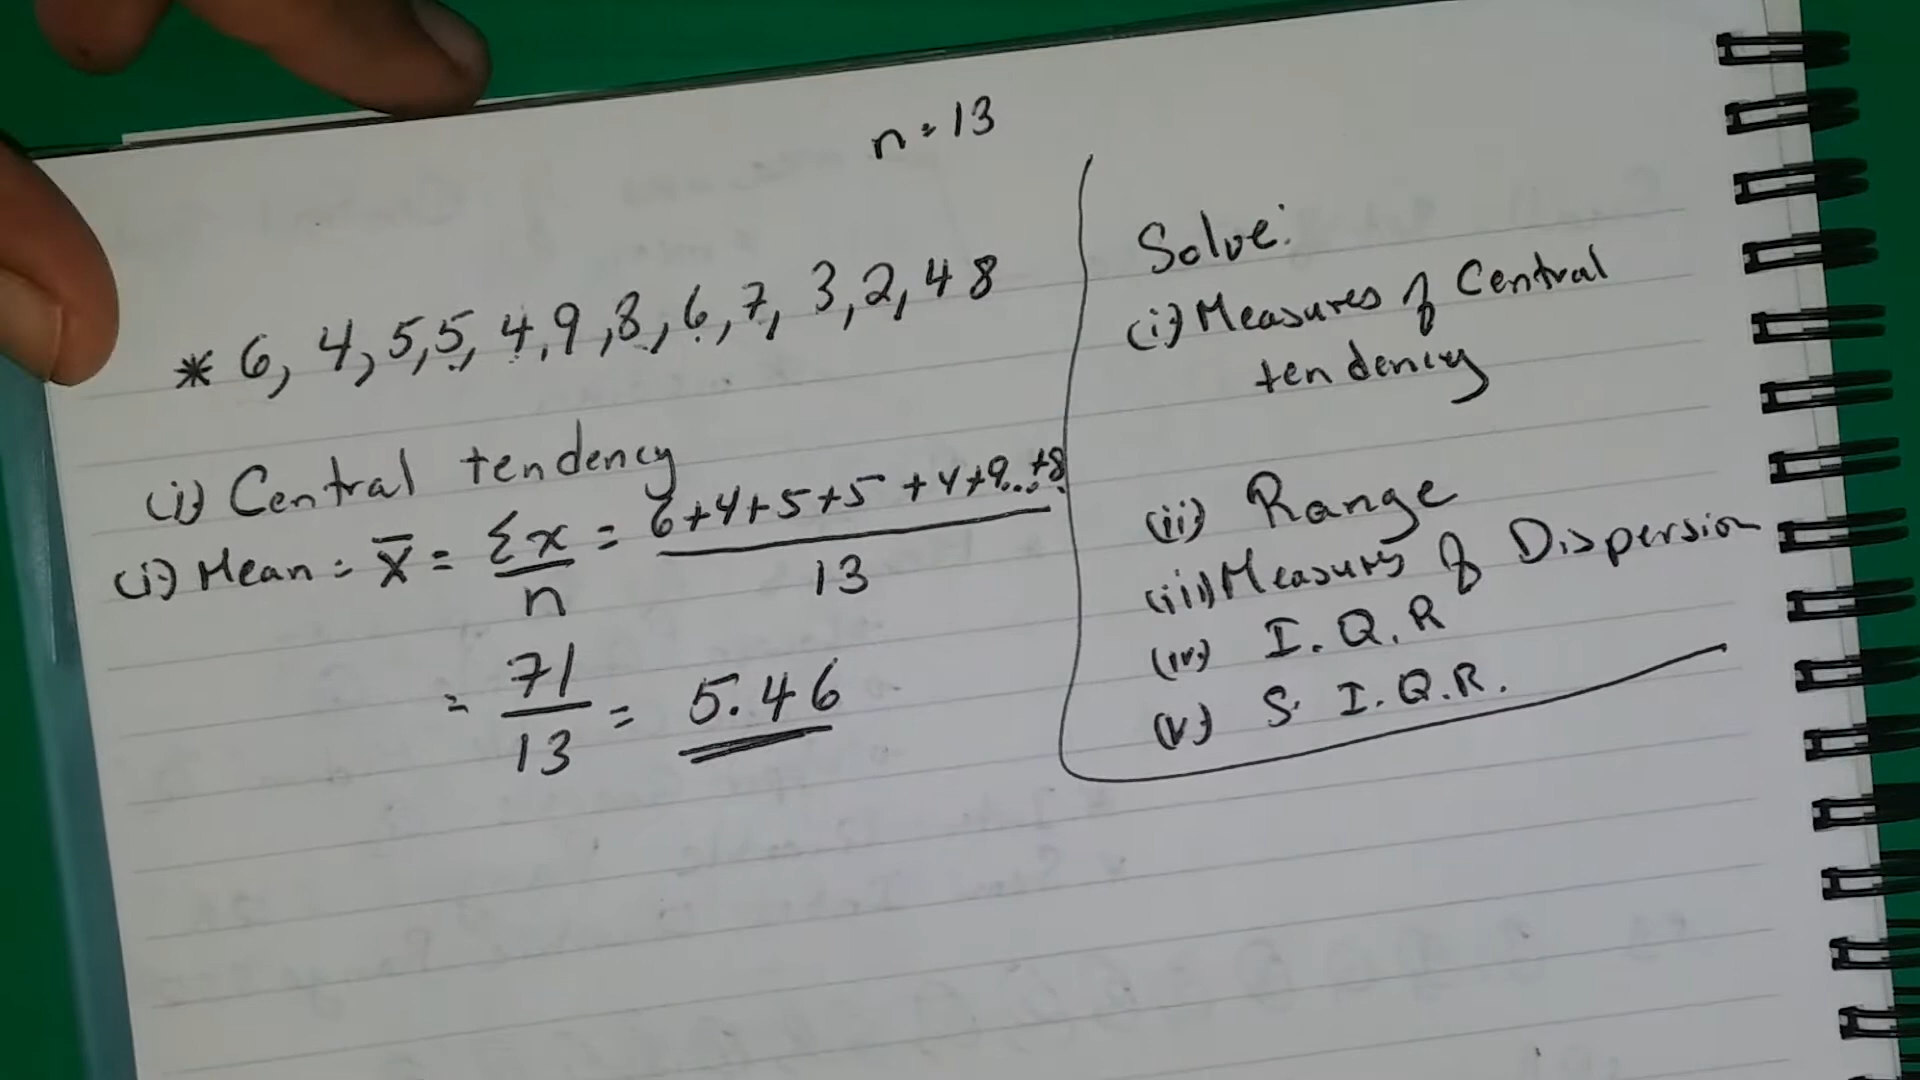 n = 13
* 6, 4, 5, 5, 4, 9, 8, 6, 7, 3, 2, 4 8
(i) Central tendency
(i) Mean = x̄ = Σx/n = 6+4+5+5+4+9...+8/13
= 71/13 = 5.46
Solve:
(i) Measures of Central
tendency
(ii) Range
(iii) Measures of Dispersion
(iv) I.Q.R
(v) S. I.Q.R.